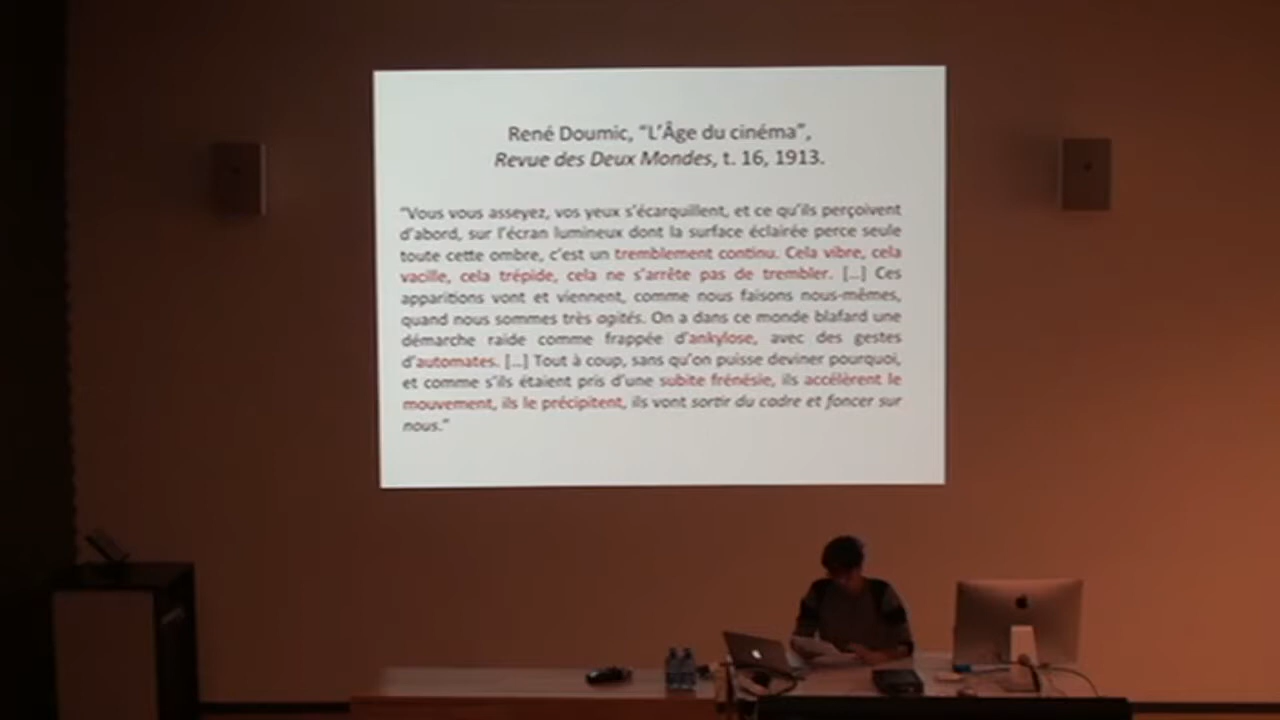 René Doumic, “L’Âge du cinéma”,
Revue des Deux Mondes, t. 16, 1913.
“Vous vous asseyez, vos yeux s’écarquillent, et ce qu’ils perçoivent
d’abord, sur l’écran lumineux dont la surface éclairée perce seule
toute cette ombre, c’est un tremblement continu. Cela vibre, cela
vacille, cela trépide, cela ne s’arrête pas de trembler. [...] Ces
apparitions vont et viennent, comme nous faisons nous-mêmes,
quand nous sommes très agités. On a dans ce monde blafard une
démarche raide comme frappée d’ankylose, avec des gestes
d’automates. [...] Tout à coup, sans qu’on puisse deviner pourquoi,
et comme s’ils étaient pris d’une subite frénésie, ils accélèrent le
mouvement, ils le précipitent, ils vont sortir du cadre et foncer sur
nous.”